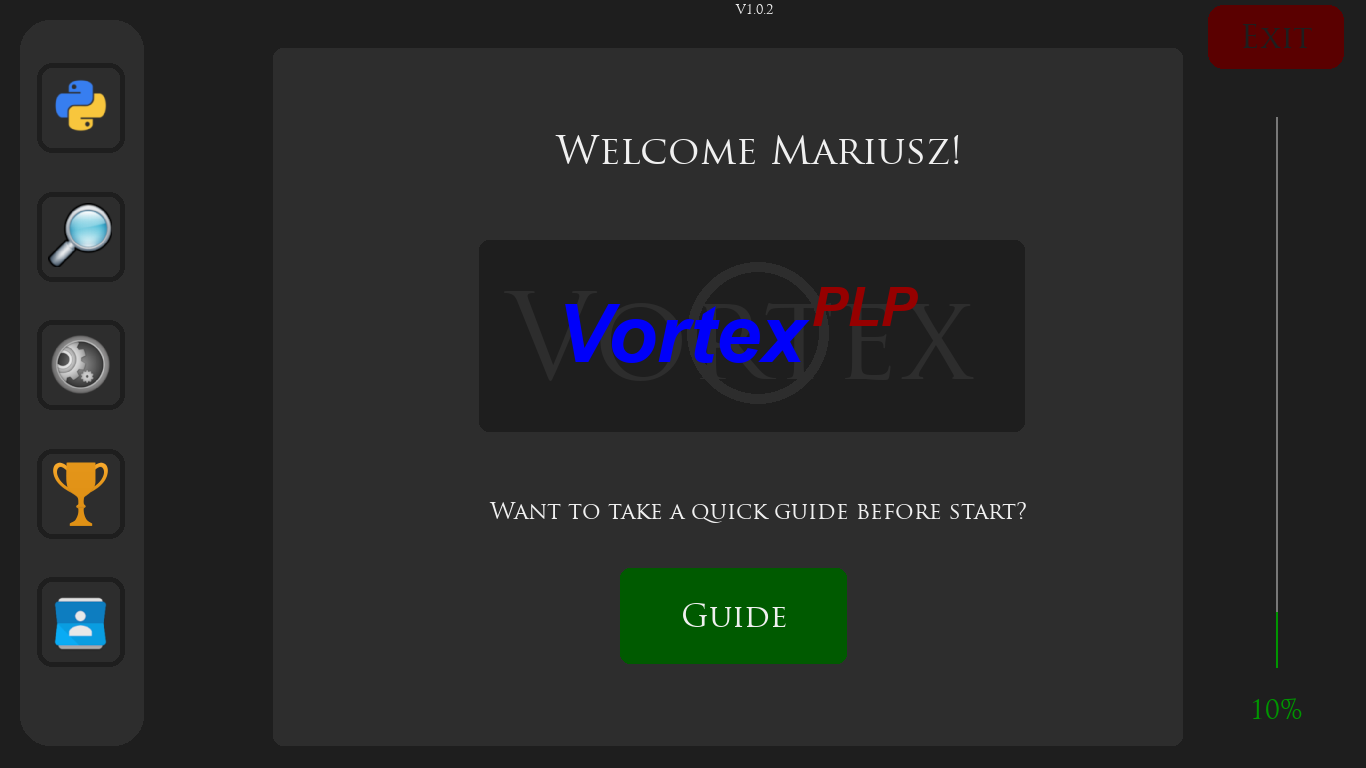 V1.0.2
Exit
Welcome Mariusz!
Vortex
Vortex PLP
Want to take a quick guide before start?
Guide
10%